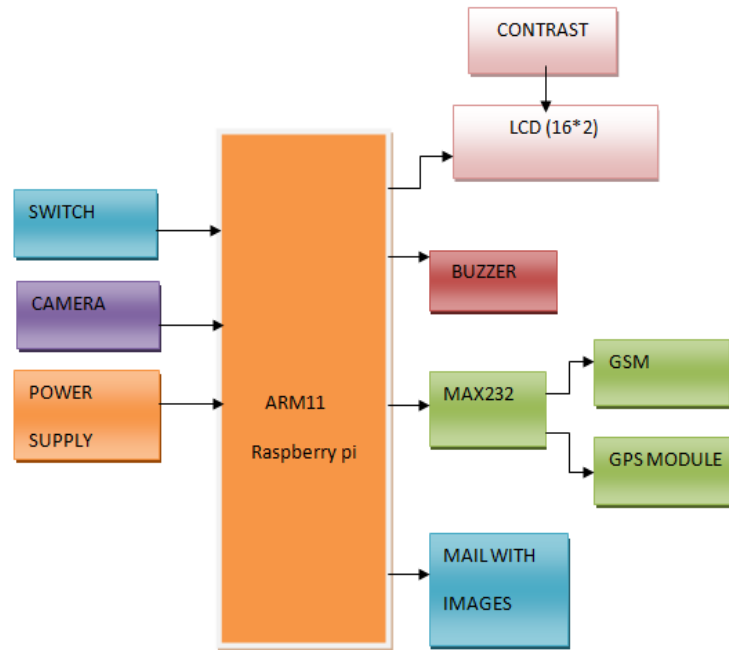 CONTRAST
LCD (16*2)
SWITCH
BUZZER
CAMERA
GSM
POWER
SUPPLY
MAX232
ARM11
Raspberry pi
GPS MODULE
MAIL WITH
IMAGES